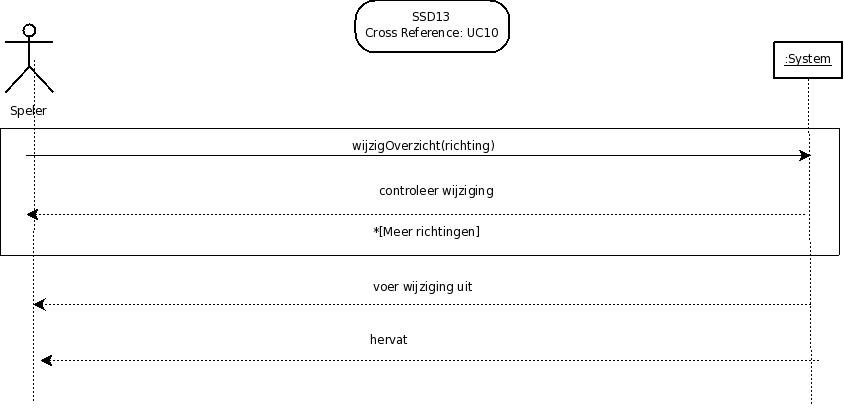 SSD13
Cross Reference: UC10
:System
Speler
wijzigOverzicht(richting)
controleer wijziging
*[Meer richtingen]
voer wijziging uit
hervat